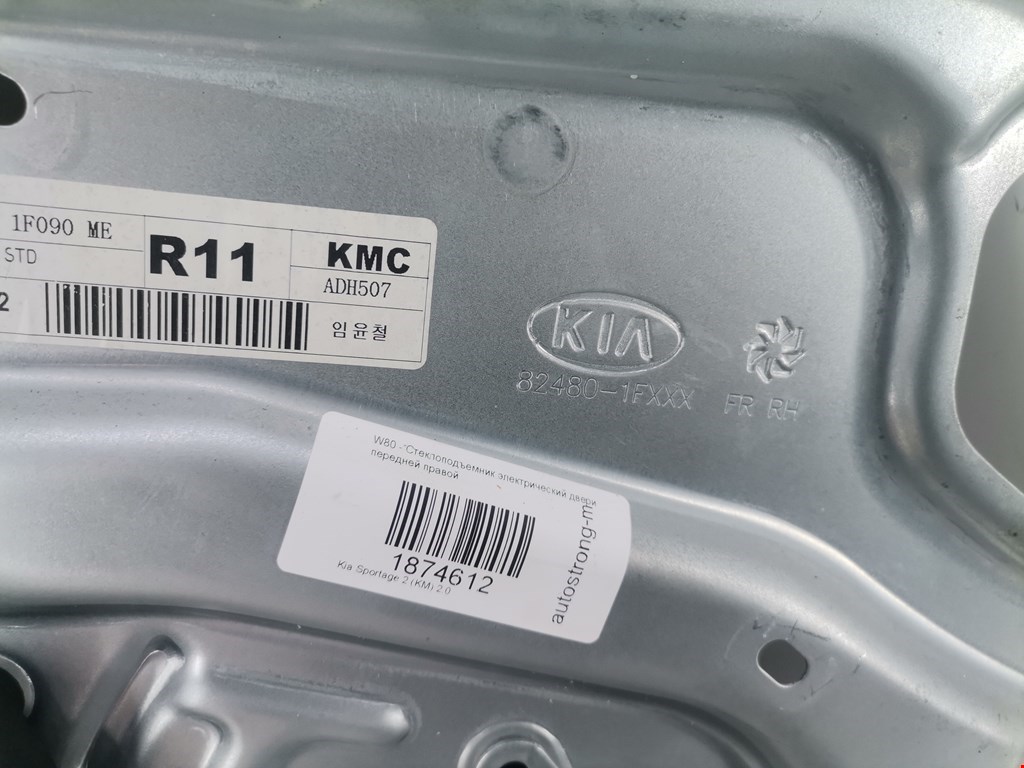 1F090 ME
STD
R11
KMC
ADH507
2
임윤철
KIA
82480-1FXXX FR RH
W80 - Стеклоподъемник электрический двери
передней правой
1874612
Kia Sportage 2 (KM) 2.0
autostrong-m